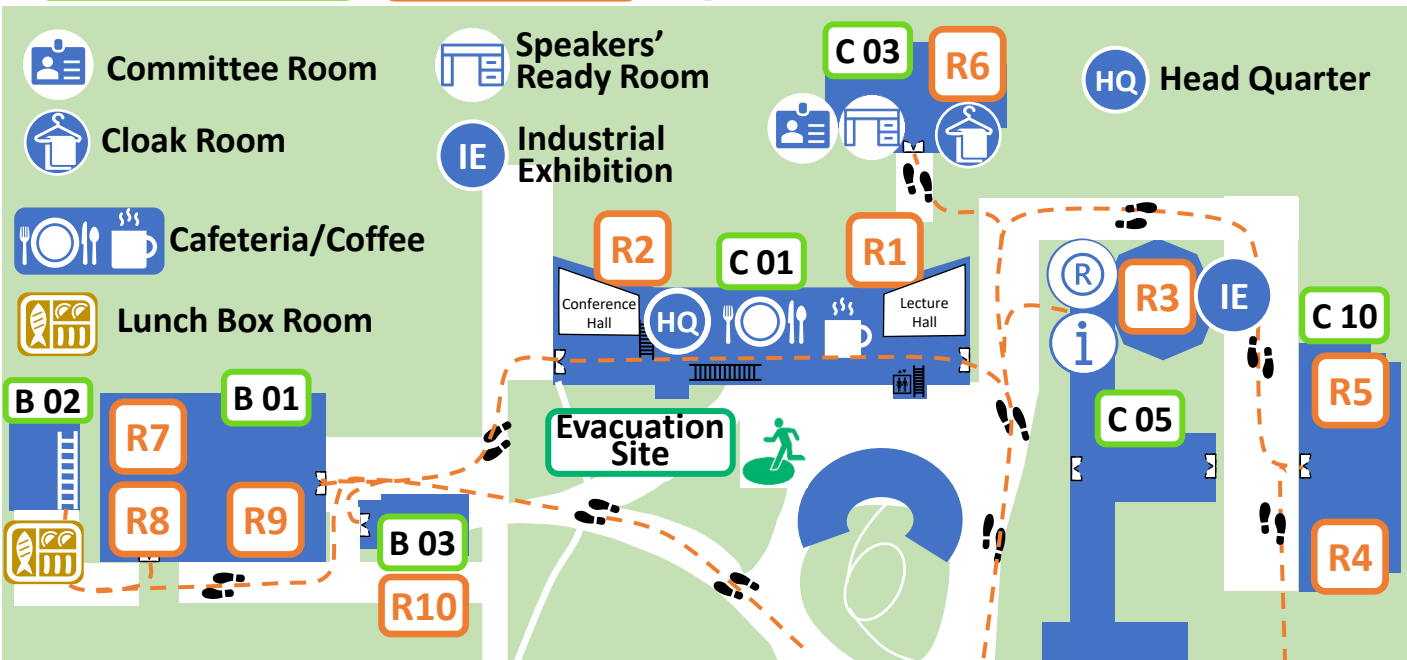 Committee Room
Speakers'
Ready Room
C 03
R6
HQ
Head Quarter
Cloak Room
IE
Industrial
Exhibition
Cafeteria/Coffee
R2
C 01
R1
R
R3
IE
Lunch Box Room
Conference
Hall
HQ
Lecture
Hall
i
C 10
B 02
B 01
R5
R7
Evacuation
Site
C 05
R8
R9
B 03
R4
R10